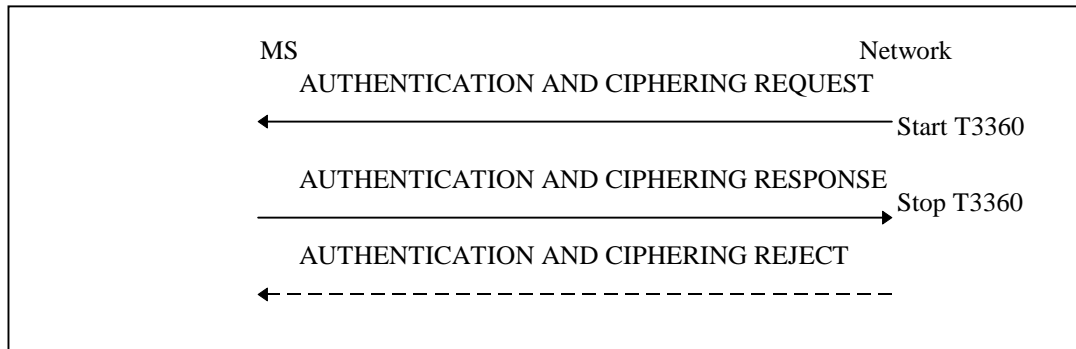 MS Network
AUTHENTICATION AND CIPHERING REQUEST
Start T3360
AUTHENTICATION AND CIPHERING RESPONSE
Stop T3360
AUTHENTICATION AND CIPHERING REJECT